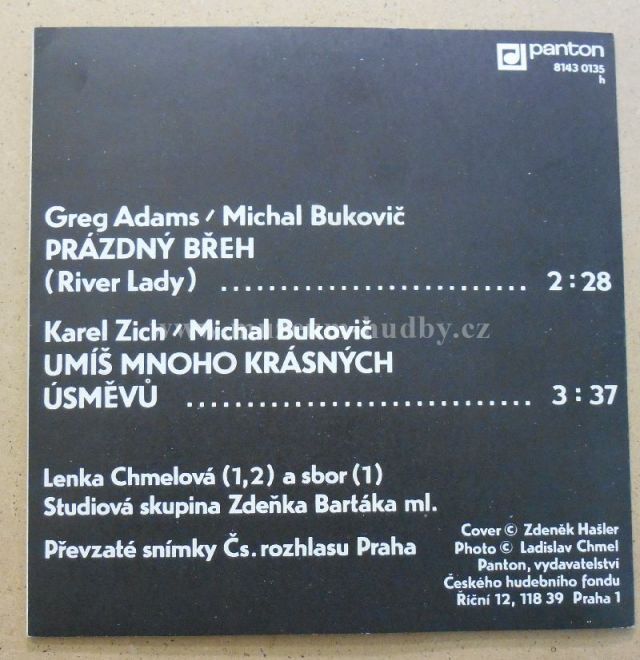 panton
8143 0135
h
Greg Adams / Michal Bukovič
PRÁZDNÝ BŘEH
(River Lady) .......................... 2:28
Karel Zich / Michal Bukovič
UMÍŠ MNOHO KRÁSNÝCH
ÚSMĚVŮ ............................. 3:37
Lenka Chmelová (1,2) a sbor (1)
Studiová skupina Zdeňka Bartáka ml.
Převzaté snímky Čs. rozhlasu Praha
Cover © Zdeněk Hašler
Photo © Ladislav Chmel
Panton, vydavatelství
Českého hudebního fondu
Říční 12, 118 39 Praha 1